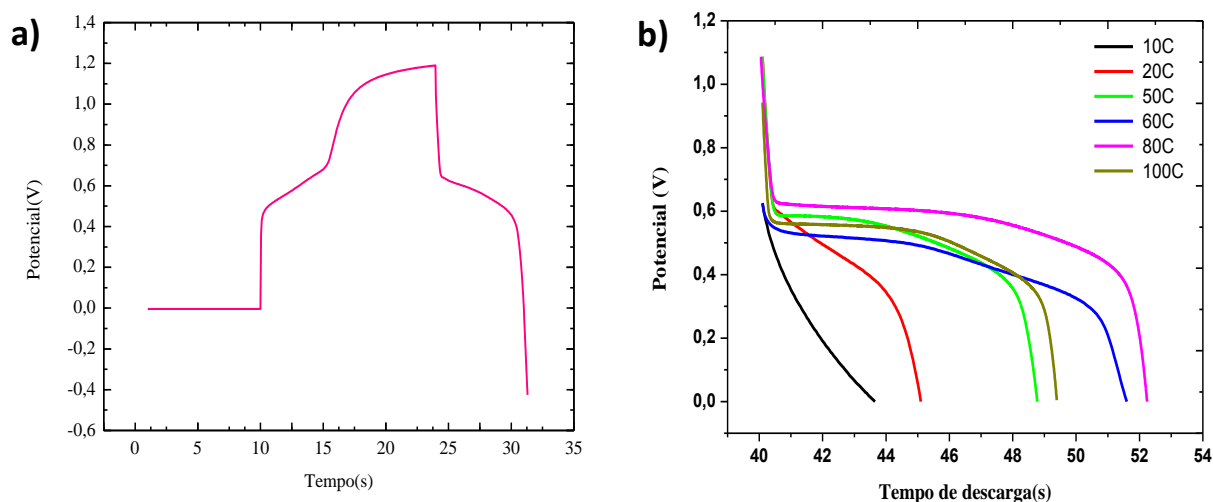 a)
1,4
1,2
1,0
0,8
0,6
0,4
0,2
0,0
-0,2
-0,4
-0,6
Potencial(V)
0 5 10 15 20 25 30 35
Tempo(s)
b)
1,2
1,0
0,8
0,6
0,4
0,2
0,0
Potencial (V)
10C
20C
50C
60C
80C
100C
40 42 44 46 48 50 52 54
Tempo de descarga(s)